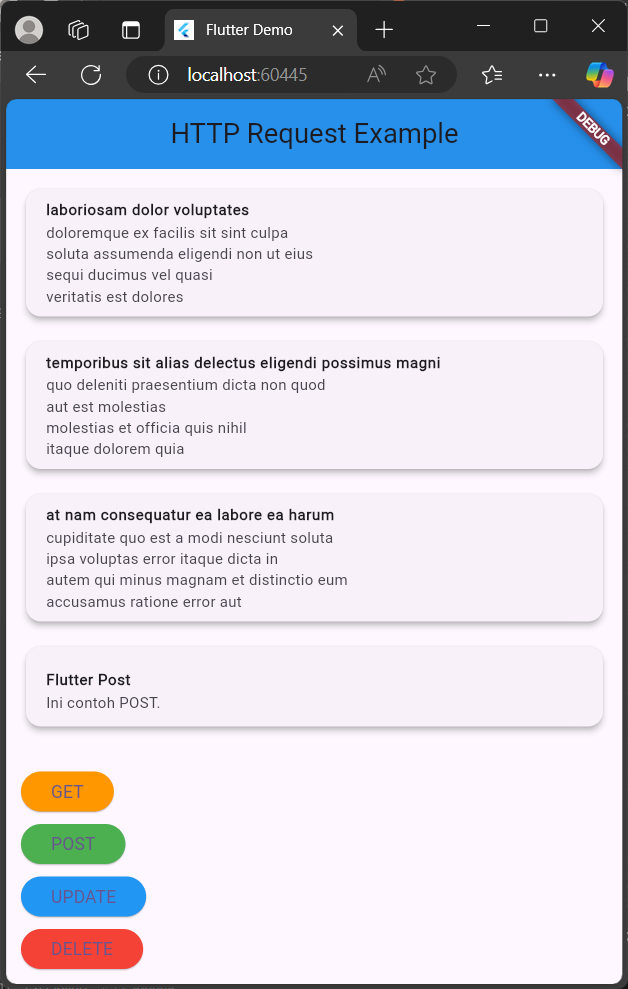 Flutter Demo
localhost:60445
HTTP Request Example
DEBUG
laboriosam dolor voluptates
doloremque ex facilis sit sint culpa
soluta assumenda eligendi non ut eius
sequi ducimus vel quasi
veritatis est dolores
temporibus sit alias delectus eligendi possimus magni
quo deleniti praesentium dicta non quod
aut est molestias
molestias et officia quis nihil
itaque dolorem quia
at nam consequatur ea labore ea harum
cupiditate quo est a modi nesciunt soluta
ipsa voluptas error itaque dicta in
autem qui minus magnam et distinctio eum
accusamus ratione error aut
Flutter Post
Ini contoh POST.
GET
POST
UPDATE
DELETE